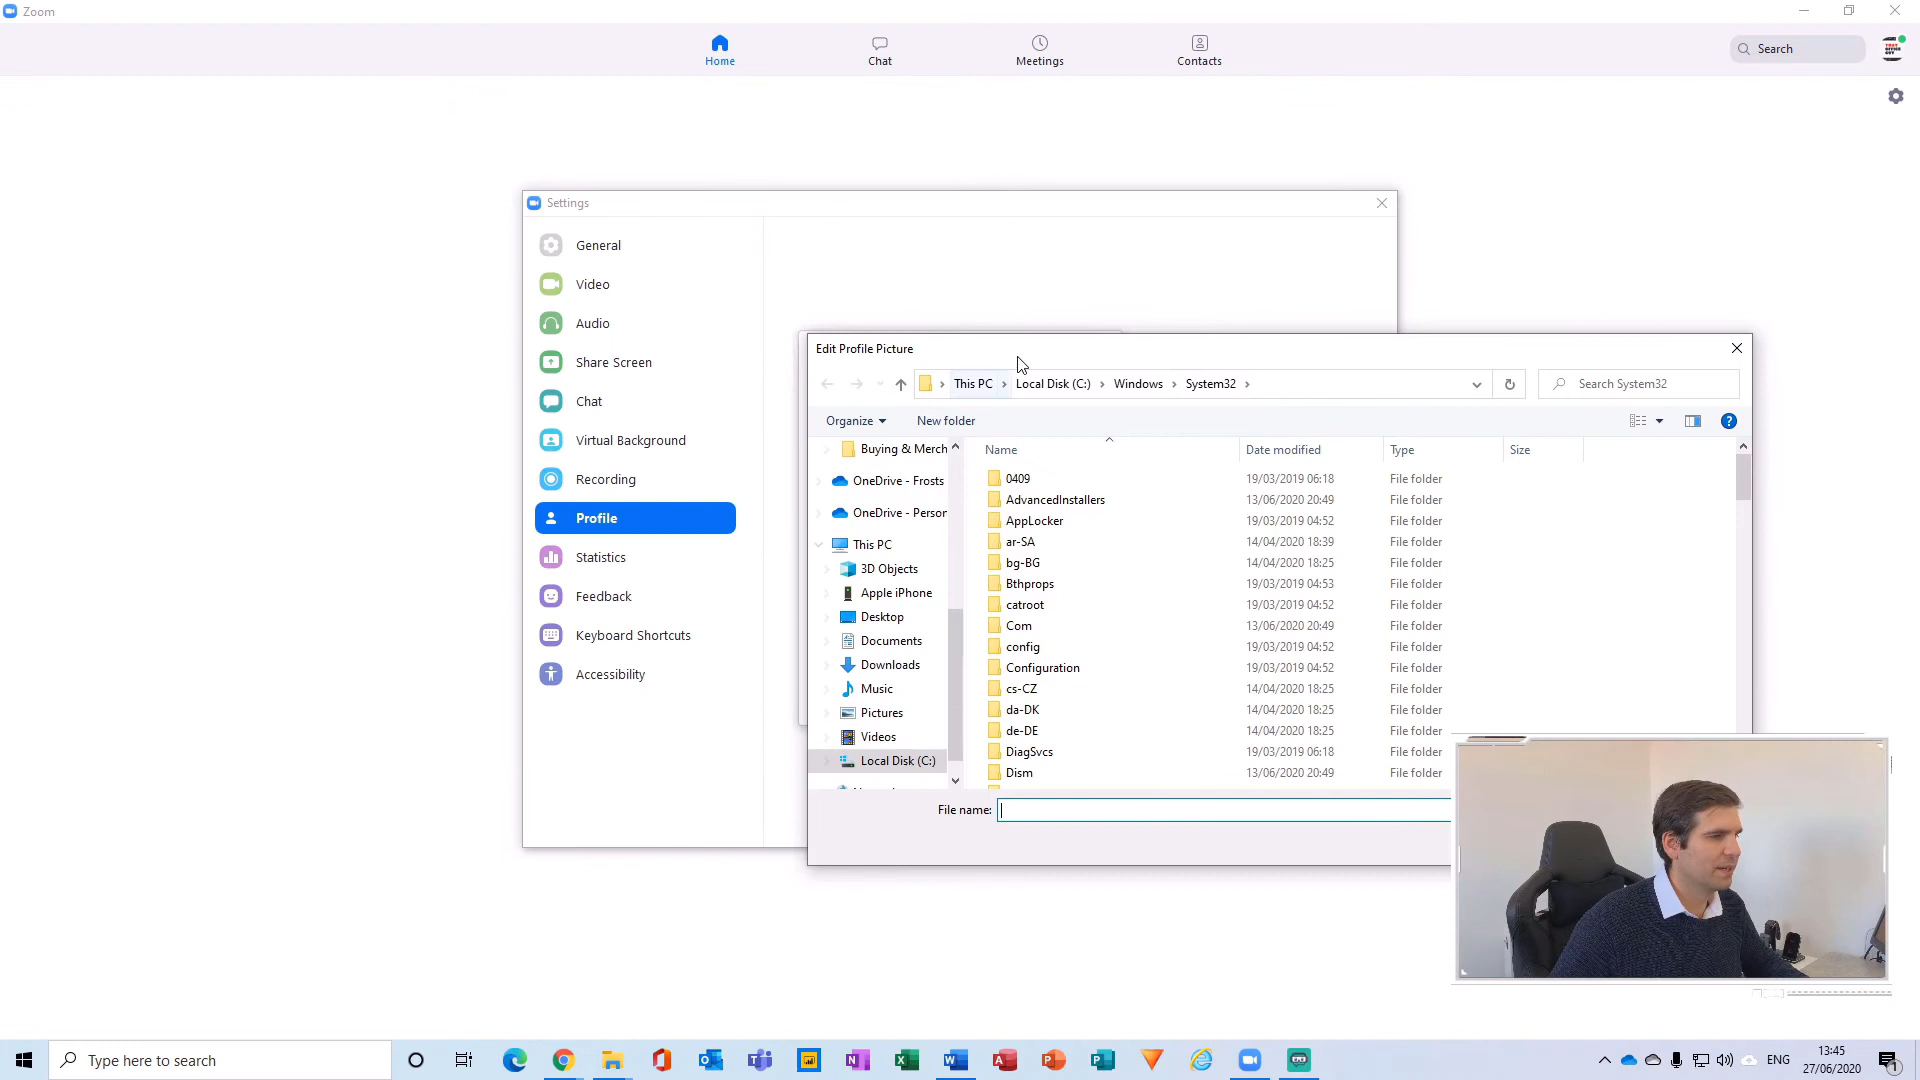 Zoom
Home
Chat
Meetings
Contacts
Search
Settings
General
Video
Audio
Share Screen
Chat
Virtual Background
Recording
Profile
Statistics
Feedback
Keyboard Shortcuts
Accessibility
Edit Profile Picture
This PC
Local Disk (C:)
Windows
System32
Search System32
Organize
New folder
Buying & Merch
OneDrive - Frosts
OneDrive - Person
This PC
3D Objects
Apple iPhone
Desktop
Documents
Downloads
Music
Pictures
Videos
Local Disk (C:)
Name Date modified Type Size
0409 19/03/2019 06:18 File folder
AdvancedInstallers 13/06/2020 20:49 File folder
AppLocker 19/03/2019 04:52 File folder
ar-SA 14/04/2020 18:39 File folder
bg-BG 14/04/2020 18:25 File folder
Bthprops 19/03/2019 04:53 File folder
catroot 19/03/2019 04:52 File folder
Com 13/06/2020 20:49 File folder
config 19/03/2019 04:52 File folder
Configuration 19/03/2019 04:52 File folder
cs-CZ 14/04/2020 18:25 File folder
da-DK 14/04/2020 18:25 File folder
de-DE 14/04/2020 18:25 File folder
DiagSvcs 19/03/2019 06:18 File folder
Dism 13/06/2020 20:49 File folder
File name:
Type here to search
ENG
13:45
27/06/2020
1